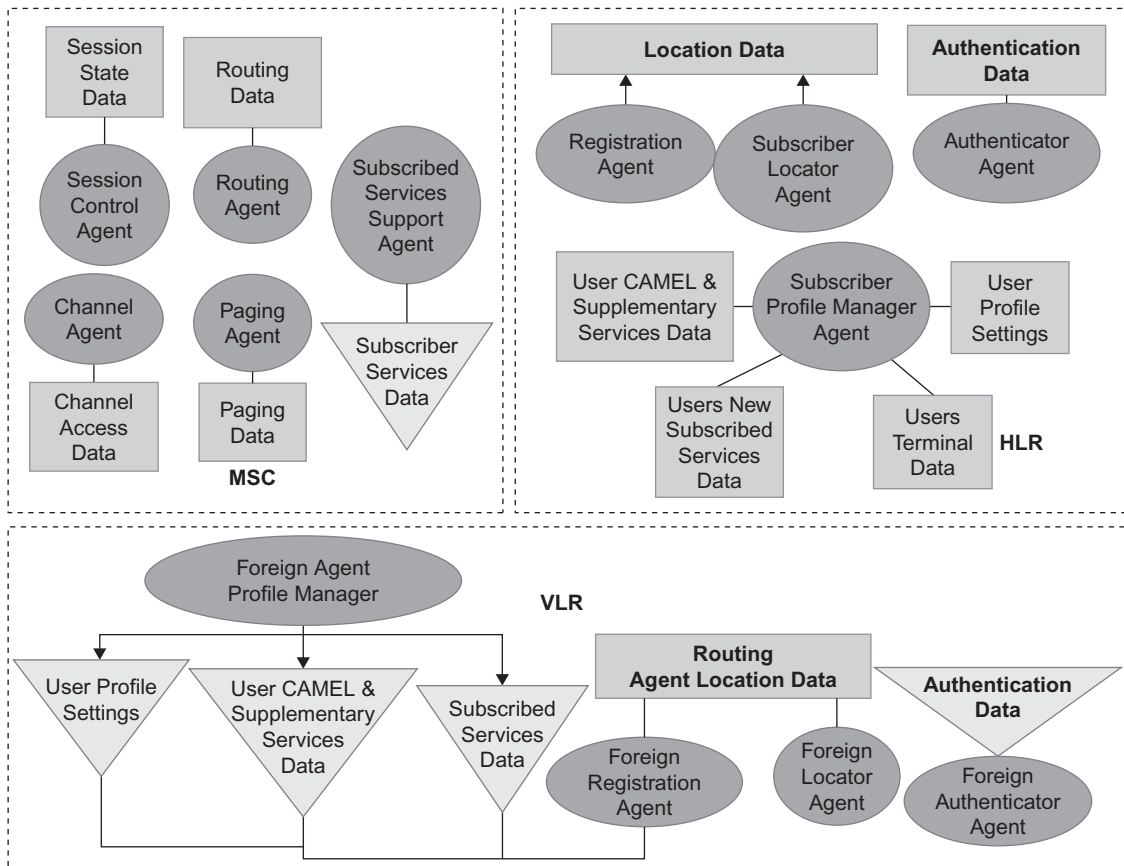 Session
State
Data
Routing
Data
Session
Control
Agent
Routing
Agent
Subscribed
Services
Support
Agent
Channel
Agent
Paging
Agent
Channel
Access
Data
Paging
Data
Subscriber
Services
Data
MSC
Location Data
Authentication
Data
Registration
Agent
Subscriber
Locator
Agent
Authenticator
Agent
User CAMEL &
Supplementary
Services Data
Subscriber
Profile Manager
Agent
User
Profile
Settings
Users New
Subscribed
Services
Data
Users
Terminal
Data
HLR
Foreign Agent
Profile Manager
VLR
User Profile
Settings
User CAMEL &
Supplementary
Services
Data
Subscribed
Services
Data
Routing
Agent Location Data
Authentication
Data
Foreign
Registration
Agent
Foreign
Locator
Agent
Foreign
Authenticator
Agent